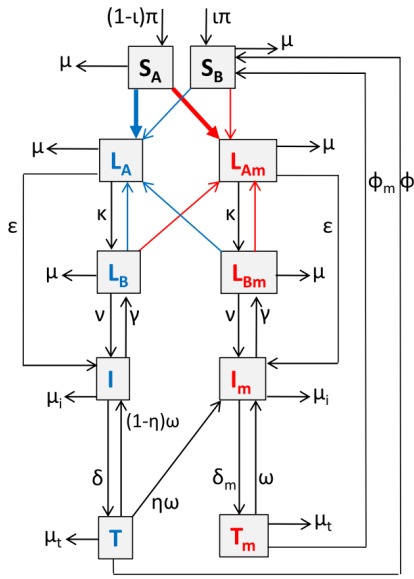 (1-ι)π ιπ
μ
μ S_A S_B
μ L_A L_Am μ
ε κ κ ε ϕ_m ϕ
μ L_B L_Bm μ
ν γ ν γ
I I_m
μ_i (1-η)ω μ_i
δ ηω δ_m ω
μ_t T T_m μ_t